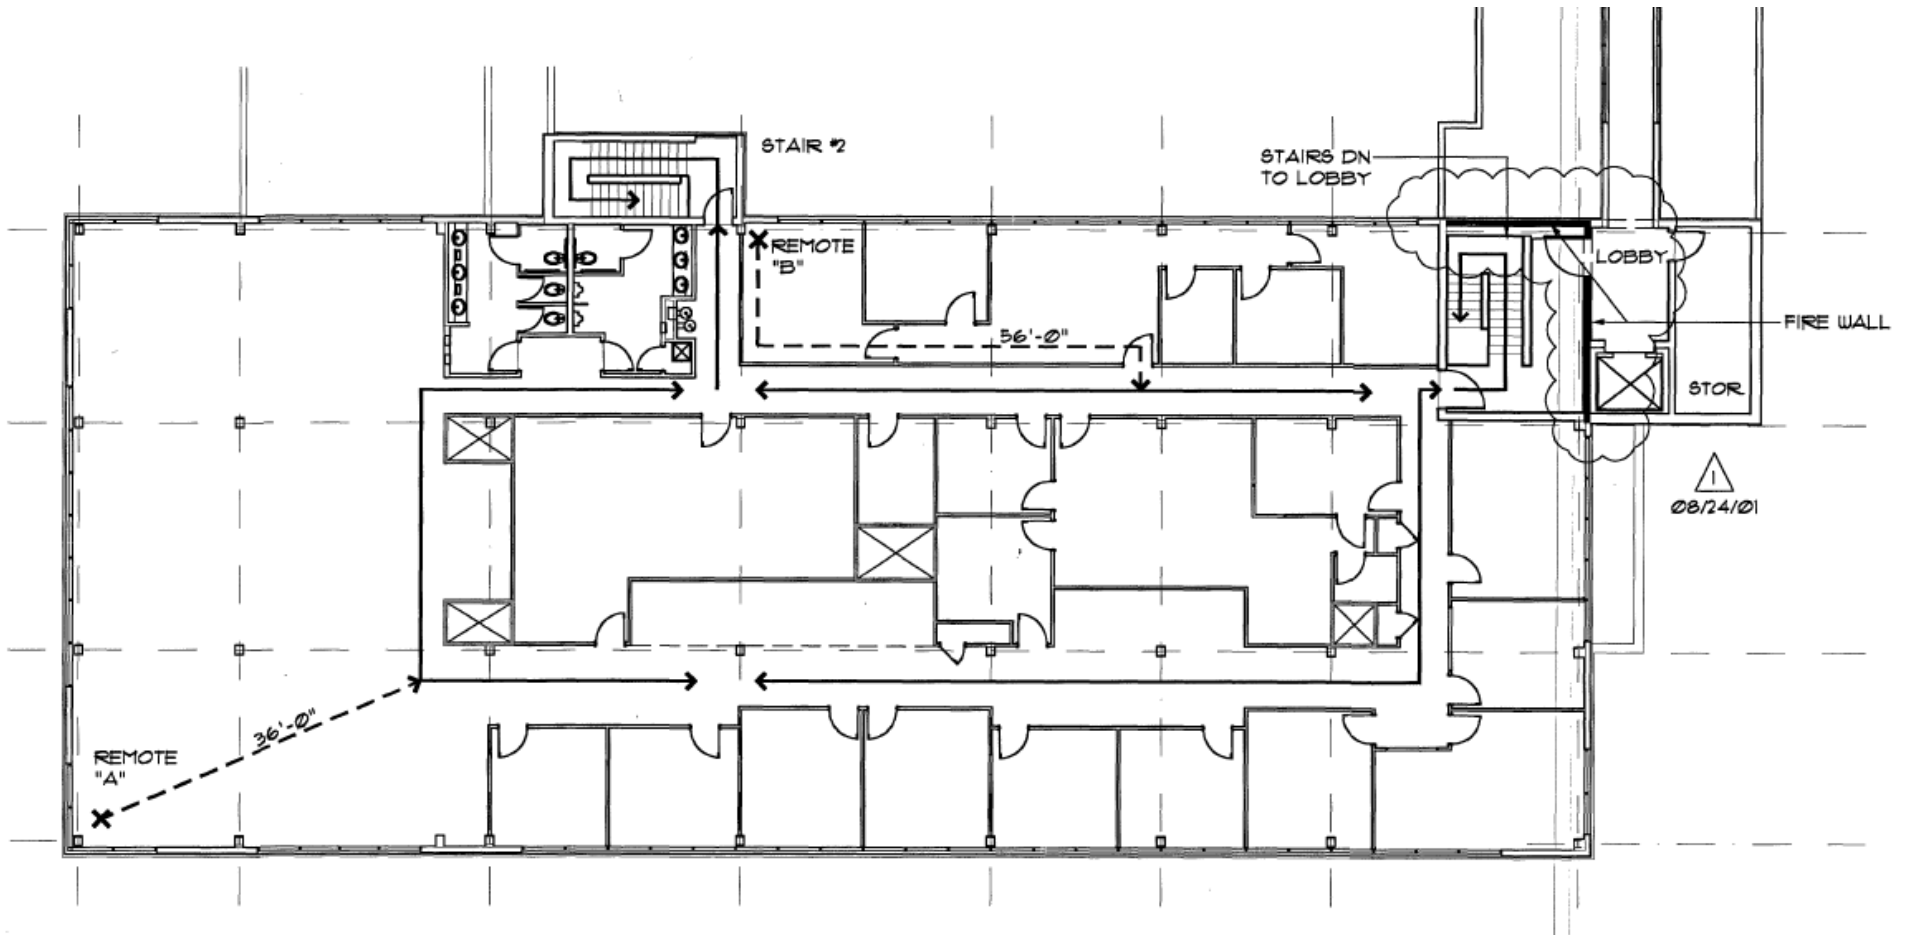 STAIR #2
STAIRS DN
TO LOBBY
REMOTE
"B"
LOBBY
56'-0"
FIRE WALL
STOR
1
08/24/01
36'-0"
REMOTE
"A"